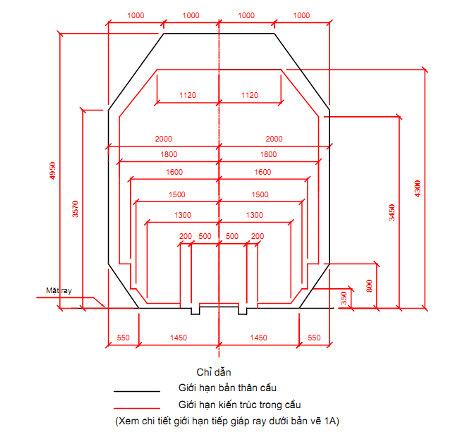 1000 1000 1000 1000
1120 1120
2000 2000
1800 1800
1600 1600
1500 1500
1300 1300
200 500 500 200
4950
3570
3450
4300
800
350
Mặt ray
550 1450 1450 550
Chỉ dẫn
Giới hạn bản thân cầu
Giới hạn kiến trúc trong cầu
(Xem chi tiết giới hạn tiếp giáp ray dưới bản vẽ 1A)